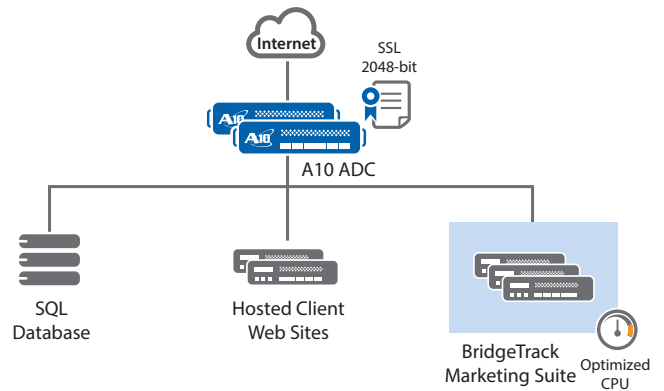 Internet
SSL
2048-bit
A10
A10
A10 ADC
SQL
Database
Hosted Client
Web Sites
BridgeTrack
Marketing Suite
Optimized
CPU